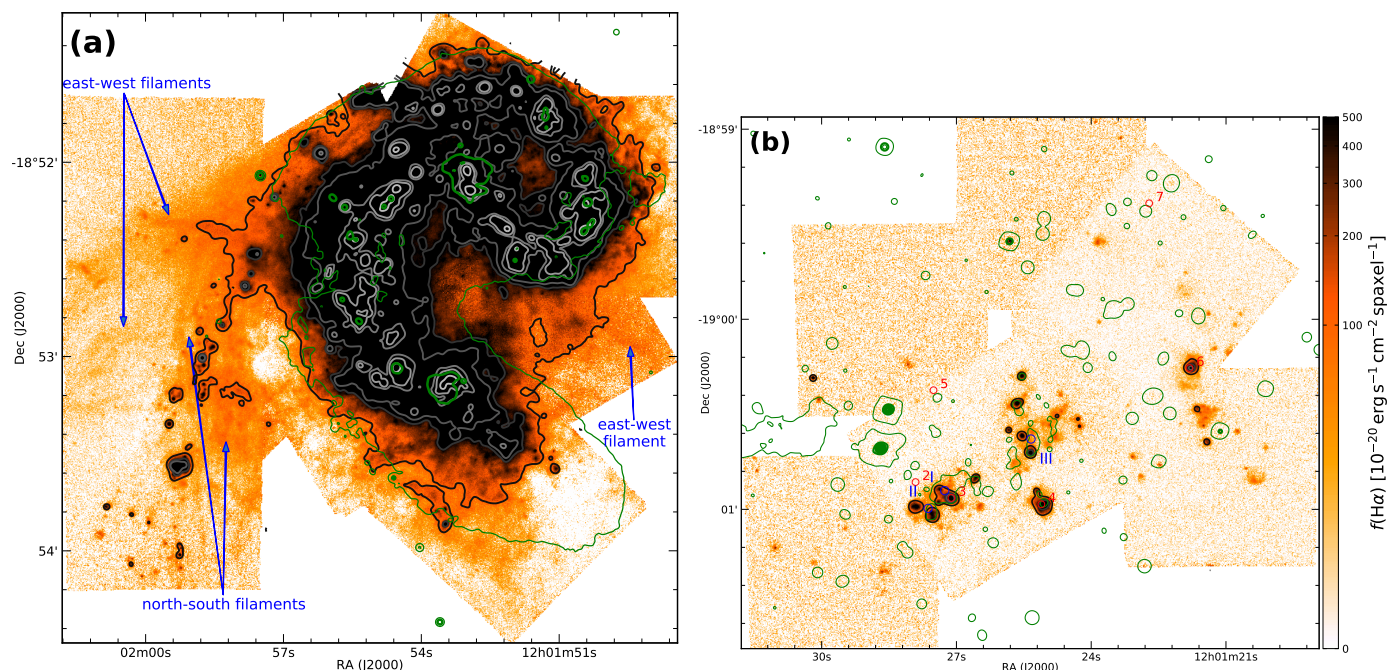 (a)
east-west filaments
-18°52'
53'
54'
Dec (J2000)
east-west
filament
north-south filaments
02m00s
57s
54s
12h01m51s
RA (J2000)
(b)
-18°59'
-19°00'
01'
Dec (J2000)
7
6
5
4
3
2
I
II
III
30s
27s
24s
12h01m21s
RA (J2000)
500
400
300
200
100
0
f(Hα) [10⁻²⁰ erg s⁻¹ cm⁻² spaxel⁻¹]